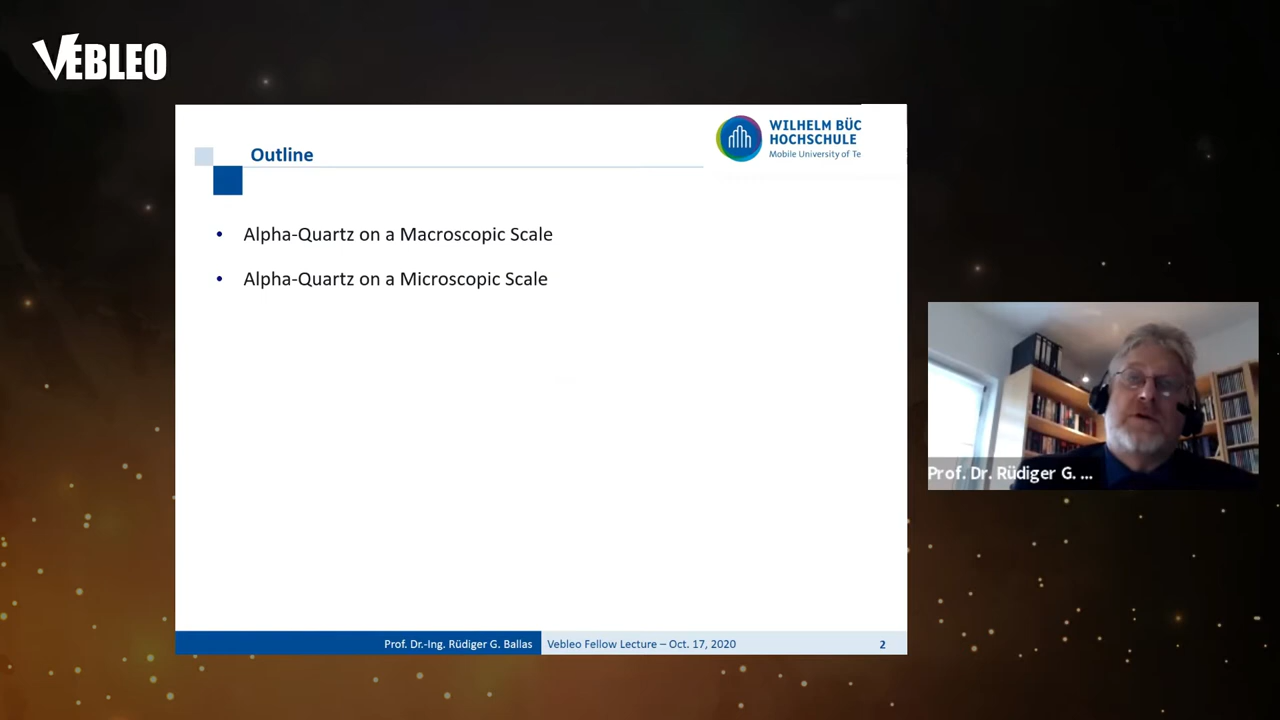 VEBLEO
WILHELM BÜC
HOCHSCHULE
Mobile University of Te
Outline
• Alpha-Quartz on a Macroscopic Scale
• Alpha-Quartz on a Microscopic Scale
Prof. Dr. Rüdiger G. ...
Prof. Dr.-Ing. Rüdiger G. Ballas Vebleo Fellow Lecture – Oct. 17, 2020 2